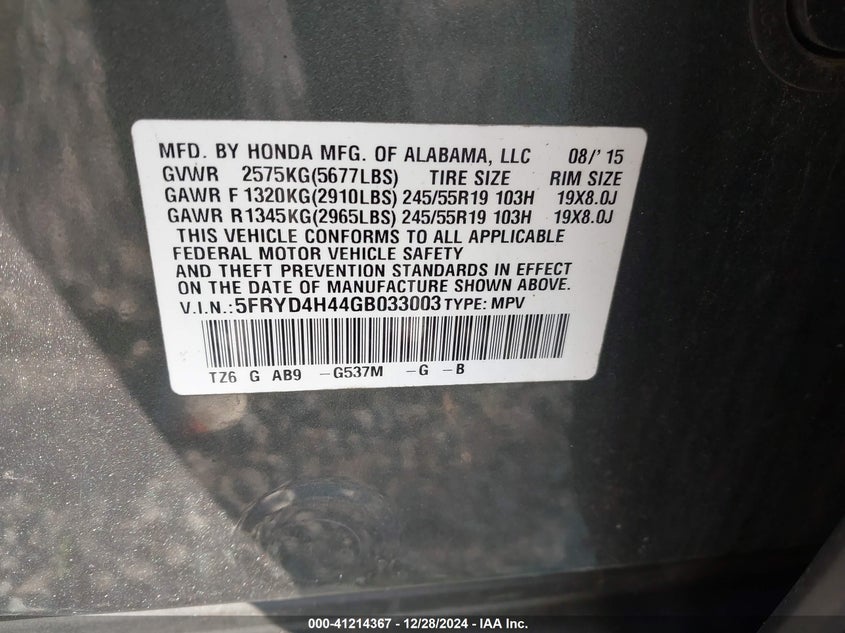 MFD. BY HONDA MFG. OF ALABAMA, LLC 08/'15
GVWR 2575KG(5677LBS) TIRE SIZE RIM SIZE
GAWR F 1320KG(2910LBS) 245/55R19 103H 19X8.0J
GAWR R1345KG(2965LBS) 245/55R19 103H 19X8.0J
THIS VEHICLE CONFORMS TO ALL APPLICABLE
FEDERAL MOTOR VEHICLE SAFETY
AND THEFT PREVENTION STANDARDS IN EFFECT
ON THE DATE OF MANUFACTURE SHOWN ABOVE.
V.I.N.:5FRYD4H44GB033003 TYPE: MPV
TZ6 G AB9 -G537M -G -B
000-41214367 | 12/28/2024 - IAA Inc.